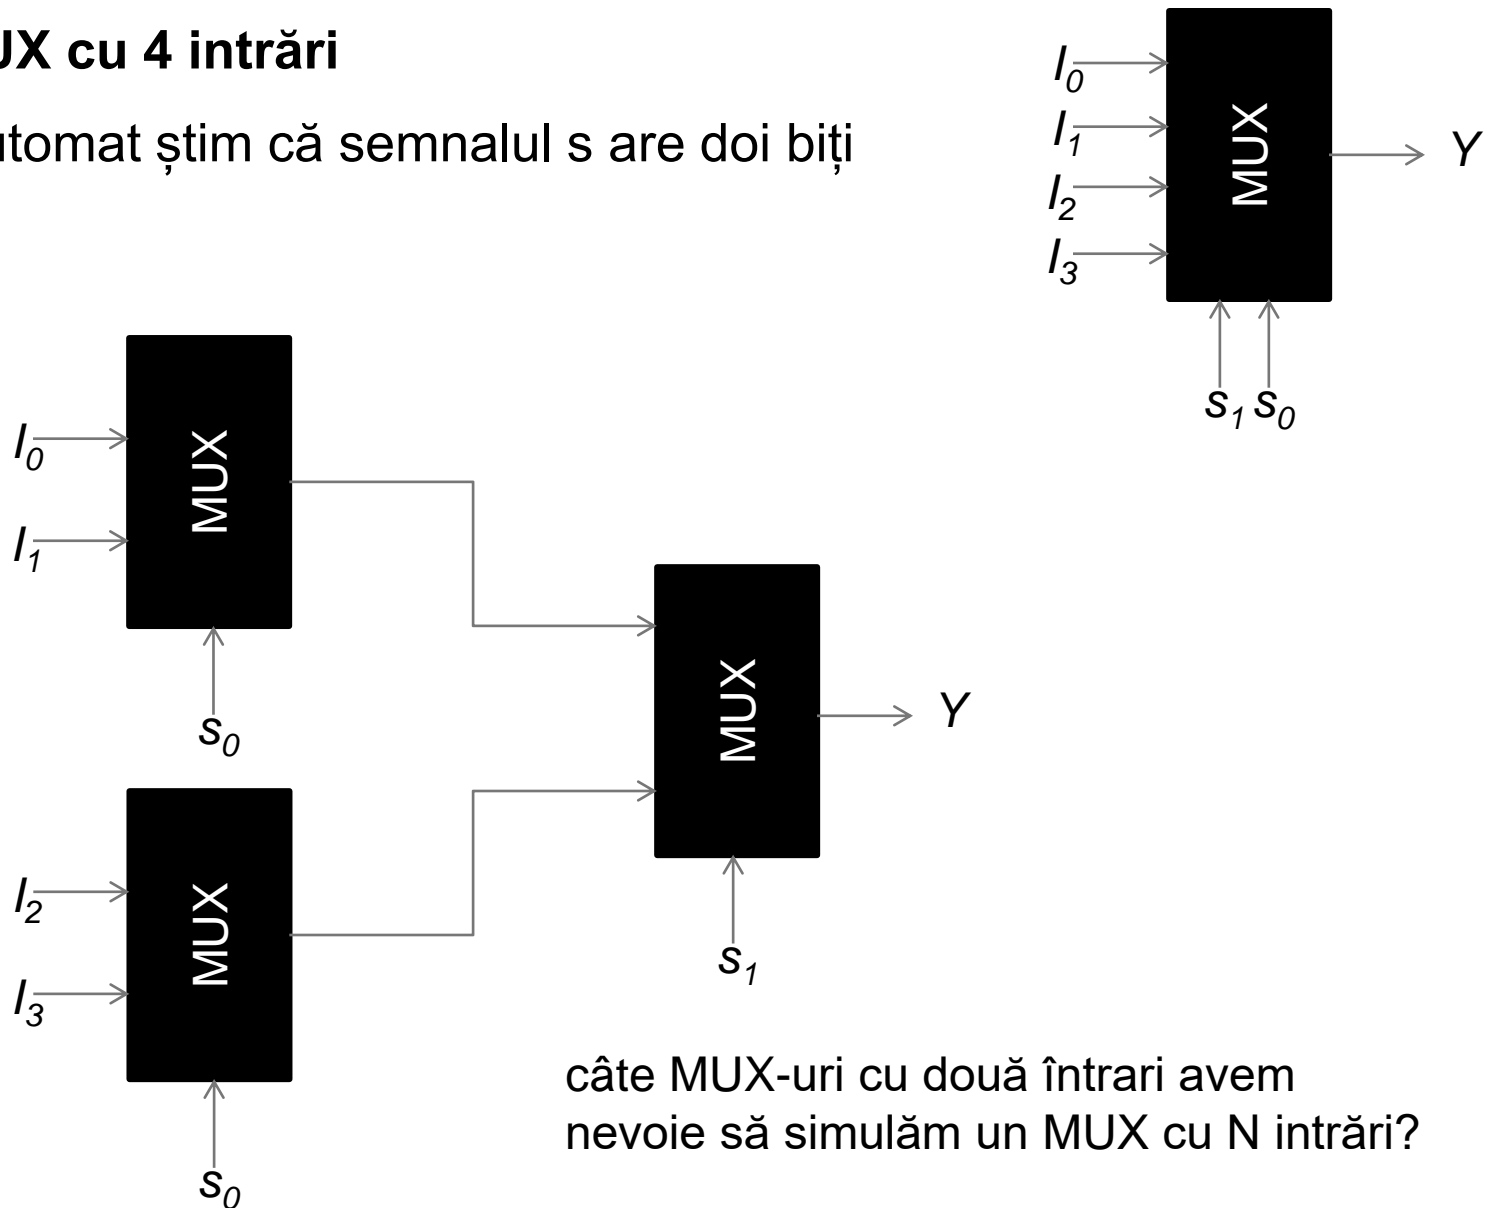 UX cu 4 intrări
utomat știm că semnalul s are doi biți
I0
I1
I2
I3
MUX
Y
s1 s0
I0
I1
MUX
s0
I2
I3
MUX
s0
MUX
Y
s1
câte MUX-uri cu două întrari avem
nevoie să simulăm un MUX cu N intrări?